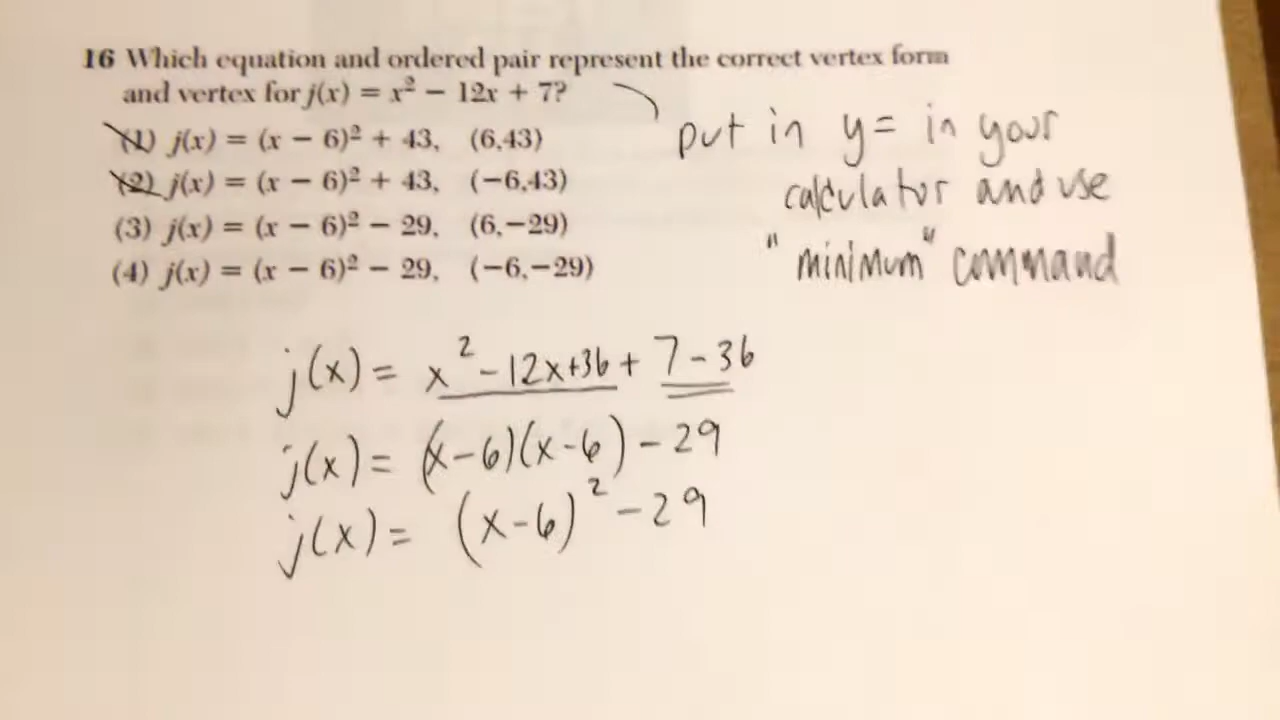 16 Which equation and ordered pair represent the correct vertex form
and vertex for j(x) = x² − 12x + 7?
(1) j(x) = (x − 6)² + 43, (6,43)
(2) j(x) = (x − 6)² + 43, (−6,43)
(3) j(x) = (x − 6)² − 29, (6,−29)
(4) j(x) = (x − 6)² − 29, (−6,−29)
put in y= in your
calculator and use
"minimum" command
j(x) = x² -12x+36 + 7-36
j(x) = (x-6)(x-6) -29
j(x) = (x-6)² -29